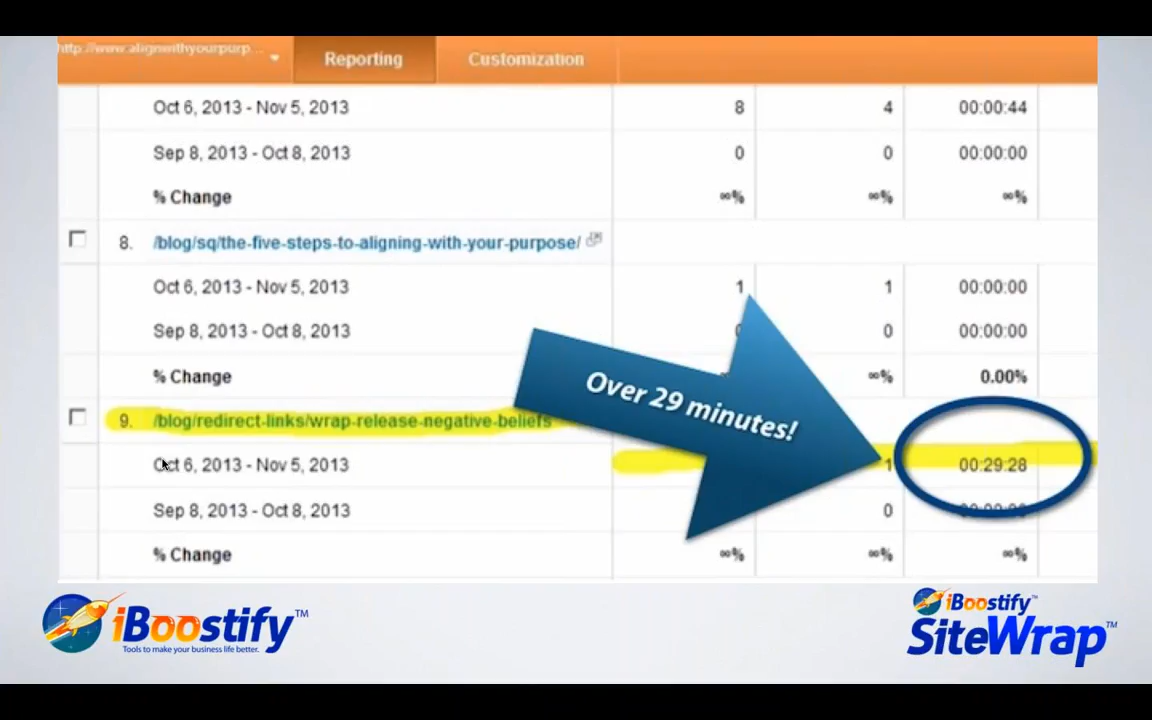 http://www.alignwithyourpurp... Reporting Customization
Oct 6, 2013 - Nov 5, 2013 8 4 00:00:44
Sep 8, 2013 - Oct 8, 2013 0 0 00:00:00
% Change ∞% ∞% ∞%
8. /blog/sq/the-five-steps-to-aligning-with-your-purpose/
Oct 6, 2013 - Nov 5, 2013 1 1 00:00:00
Sep 8, 2013 - Oct 8, 2013 0 00:00:00
% Change ∞% 0.00%
Over 29 minutes!
9. /blog/redirect-links/wrap-release-negative-beliefs
Oct 6, 2013 - Nov 5, 2013 1 00:29:28
Sep 8, 2013 - Oct 8, 2013 0
% Change ∞% ∞% ∞%
iBoostify™
Tools to make your business life better.
iBoostify™
SiteWrap™